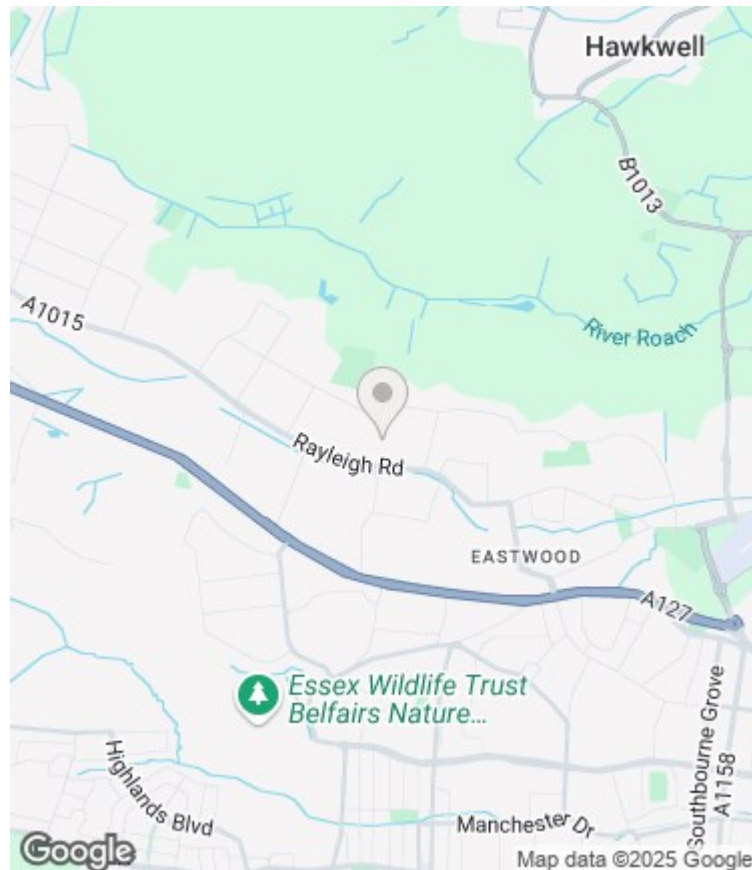 Hawkwell
B1013
A1015
River Roach
Rayleigh Rd
EASTWOOD
A127
Essex Wildlife Trust
Belfairs Nature...
Southbourne Grove
A1158
Highlands Blvd
Manchester Dr
Google
Map data ©2025 Google